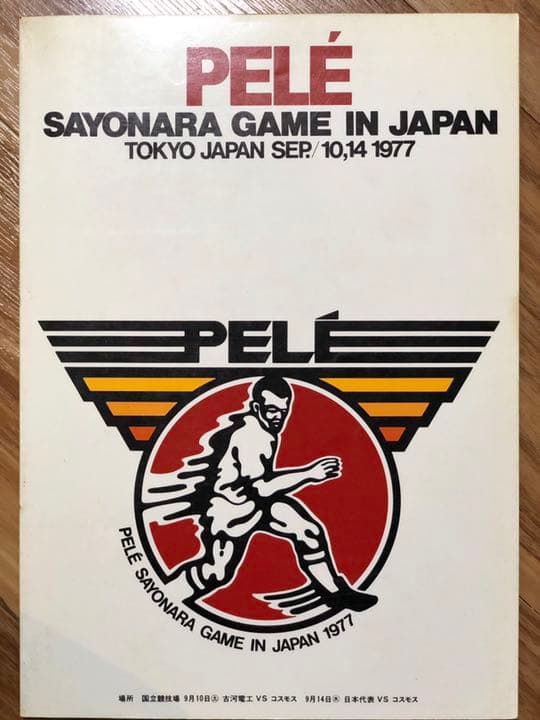 PELÉ
SAYONARA GAME IN JAPAN
TOKYO JAPAN SEP./10,14 1977
PELÉ
PELÉ SAYONARA GAME IN JAPAN 1977
場所 国立競技場 9月10日㊏ 古河電工 VS コスモス 9月14日㊌ 日本代表 VS コスモス